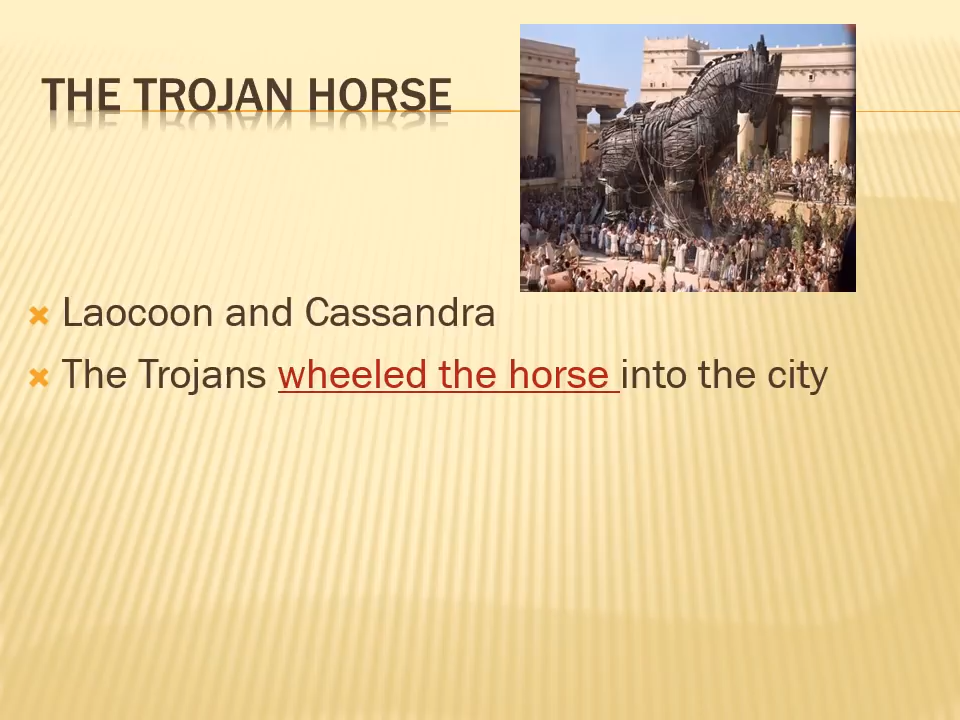 THE TROJAN HORSE
Laocoon and Cassandra
The Trojans wheeled the horse into the city